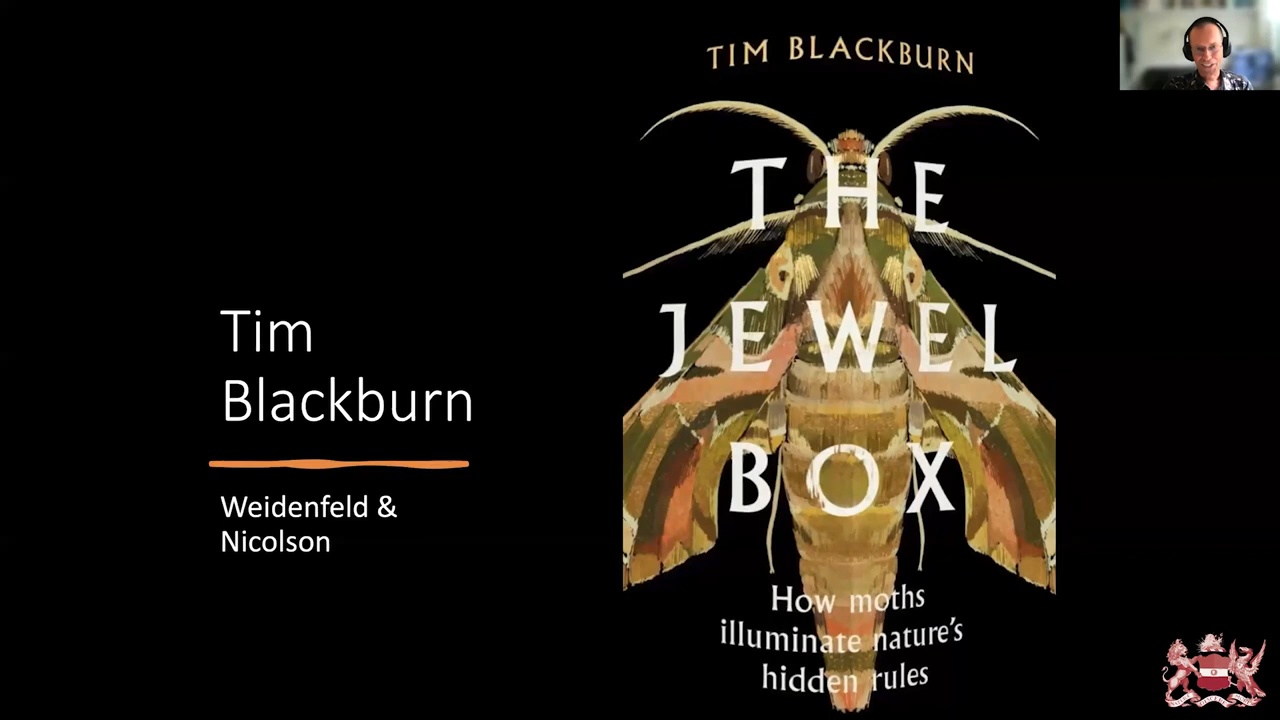 Tim
Blackburn
Weidenfeld &
Nicolson
TIM BLACKBURN
THE
JEWEL
BOX
How moths
illuminate nature's
hidden rules